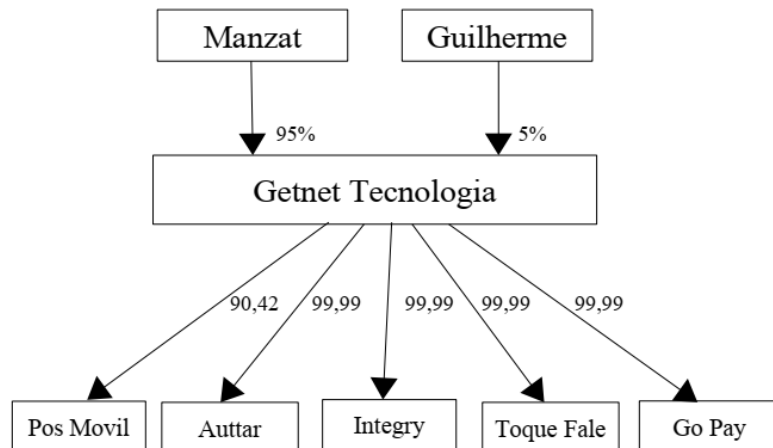 Manzat
Guilherme
95%
5%
Getnet Tecnologia
90,42
99,99
99,99
99,99
99,99
Pos Movil
Auttar
Integry
Toque Fale
Go Pay